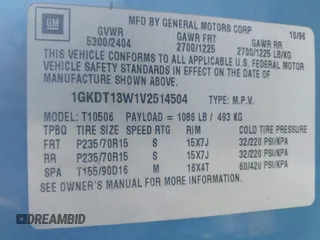 GM
MFD BY GENERAL MOTORS CORP 10/96
GVWR GAWR FRT GAWR RR
5300/2404 2700/1225 2700/1225 LB/KG
THIS VEHICLE CONFORMS TO ALL APPLICABLE U.S. FEDERAL MOTOR
VEHICLE SAFETY STANDARDS IN EFFECT ON THE DATE OF
MANUFACTURE SHOWN ABOVE.
1GKDT13W1V2514504 TYPE: M.P.V.
MODEL: T10506 PAYLOAD = 1086 LB / 493 KG
TPBQ TIRE SIZE SPEED RTG RIM COLD TIRE PRESSURE
FRT P235/70R15 S 15X7J 32/220 PSI/KPA
RR P235/70R15 S 15X7J 32/220 PSI/KPA
SPA T155/90D16 M 16X4T 60/420 PSI/KPA
SEE OWNER'S MANUAL FOR MORE INFORMATION.
DREAMBID